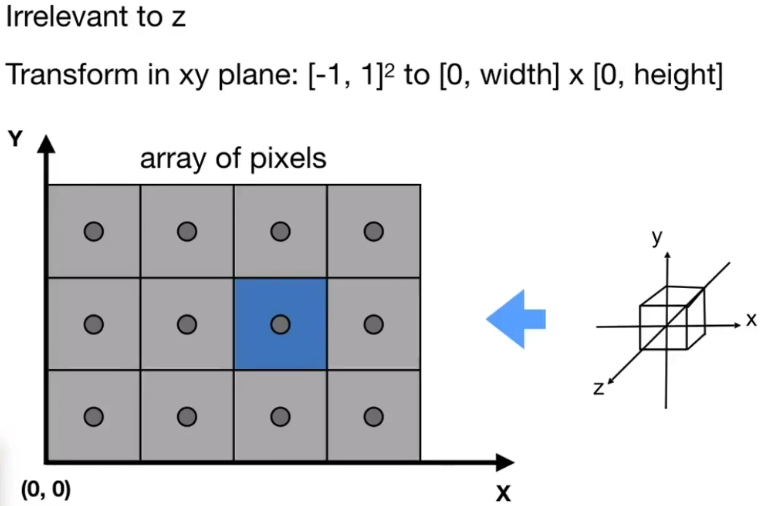 Irrelevant to z
Transform in xy plane: [-1, 1]² to [0, width] x [0, height]
Y
array of pixels
y
x
z
(0, 0)
X